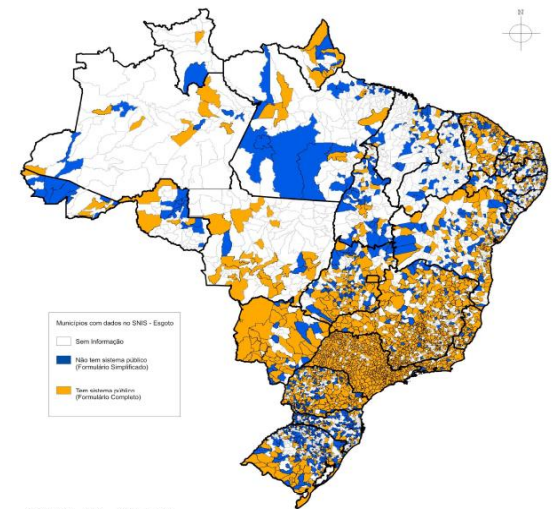 N
Municípios com dados no SNIS - Esgoto
Sem Informação
Não tem sistema público
(Formulário Simplificado)
Tem sistema público
(Formulário Completo)